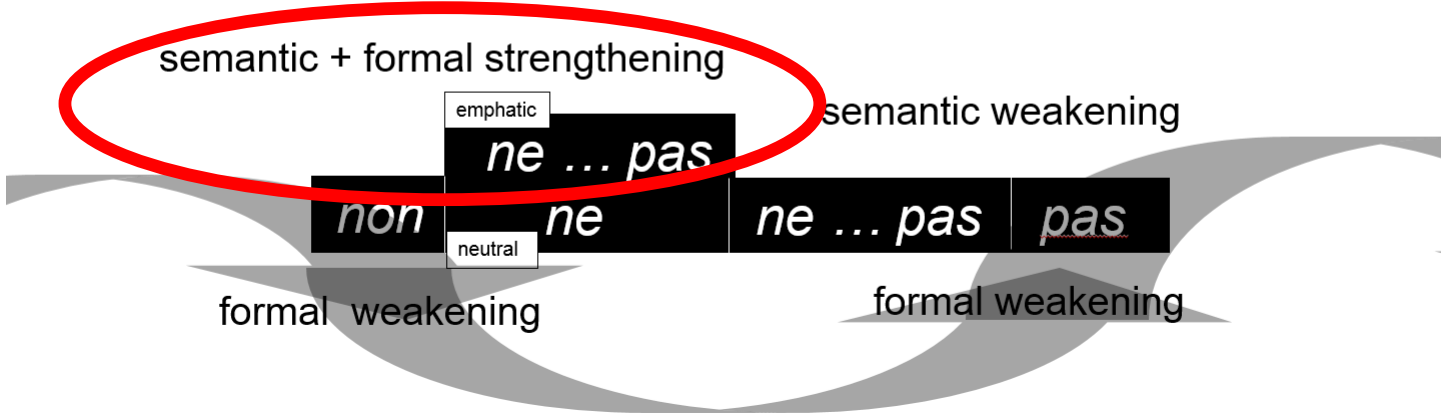 semantic + formal strengthening
emphatic
semantic weakening
ne … pas
non ne ne … pas pas
neutral
formal weakening
formal weakening